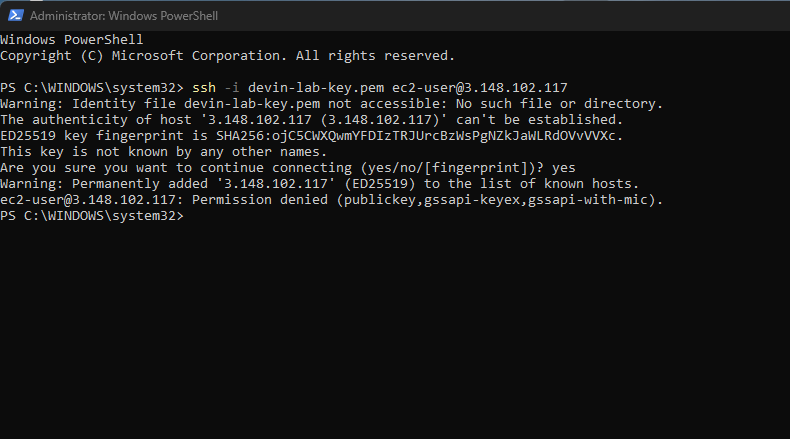 Administrator: Windows PowerShell
Windows PowerShell
Copyright (C) Microsoft Corporation. All rights reserved.
PS C:\WINDOWS\system32> ssh -i devin-lab-key.pem ec2-user@3.148.102.117
Warning: Identity file devin-lab-key.pem not accessible: No such file or directory.
The authenticity of host '3.148.102.117 (3.148.102.117)' can't be established.
ED25519 key fingerprint is SHA256:ojC5CWXQwmYFDIzTRJUrcBzWsPgNZkJaWLRdOVvVVXc.
This key is not known by any other names.
Are you sure you want to continue connecting (yes/no/[fingerprint])? yes
Warning: Permanently added '3.148.102.117' (ED25519) to the list of known hosts.
ec2-user@3.148.102.117: Permission denied (publickey,gssapi-keyex,gssapi-with-mic).
PS C:\WINDOWS\system32>